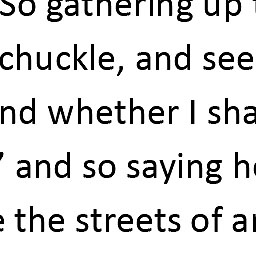 So gathering up
chuckle, and see
nd whether I sha
” and so saying h
the streets of a